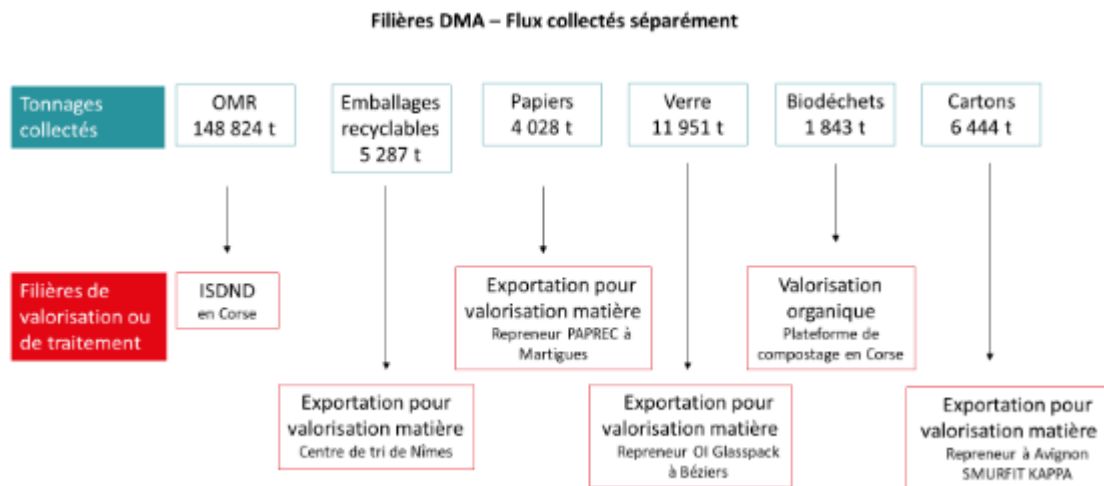 Filières DMA – Flux collectés séparément
Tonnages
collectés
OMR
148 824 t
Emballages
recyclables
5 287 t
Papiers
4 028 t
Verre
11 951 t
Biodéchets
1 843 t
Cartons
6 444 t
Filières de
valorisation ou
de traitement
ISDND
en Corse
Exportation pour
valorisation matière
Repreneur PAPREC à
Martigues
Valorisation
organique
Plateforme de
compostage en Corse
Exportation pour
valorisation matière
Centre de tri de Nîmes
Exportation pour
valorisation matière
Repreneur OI Glasspack
à Béziers
Exportation pour
valorisation matière
Repreneur à Avignon
SMURFIT KAPPA